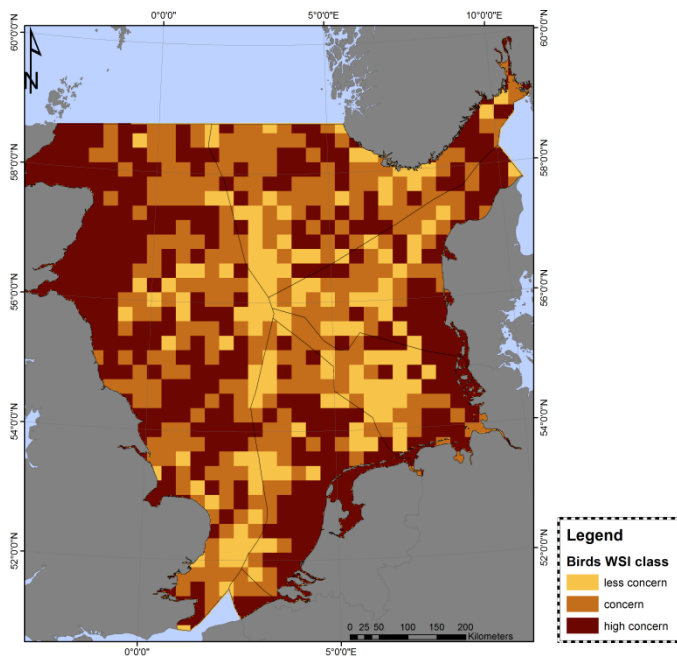 0°0'0" 5°0'0"E 10°0'0"E
60°0'0"N 60°0'0"N
N
58°0'0"N 58°0'0"N
56°0'0"N 56°0'0"N
54°0'0"N 54°0'0"N
52°0'0"N 52°0'0"N
Legend
Birds WSI class
less concern
concern
high concern
0 25 50 100 150 200
Kilometers
0°0'0" 5°0'0"E